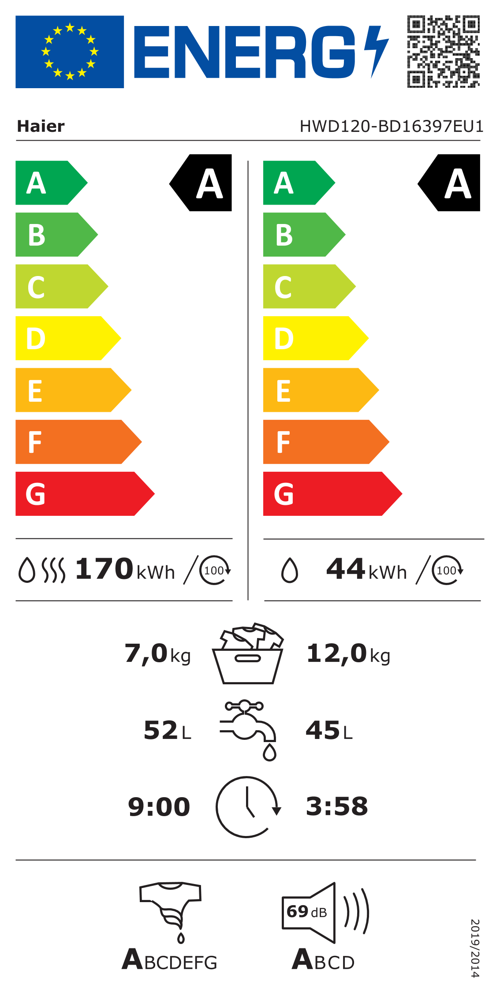 ENERG
Haier HWD120-BD16397EU1
A A A A
B B
C C
D D
E E
F F
G G
170 kWh / 100 44 kWh / 100
7,0 kg 12,0 kg
52 L 45 L
9:00 3:58
69 dB
ABCDEFG ABCD
2019/2014